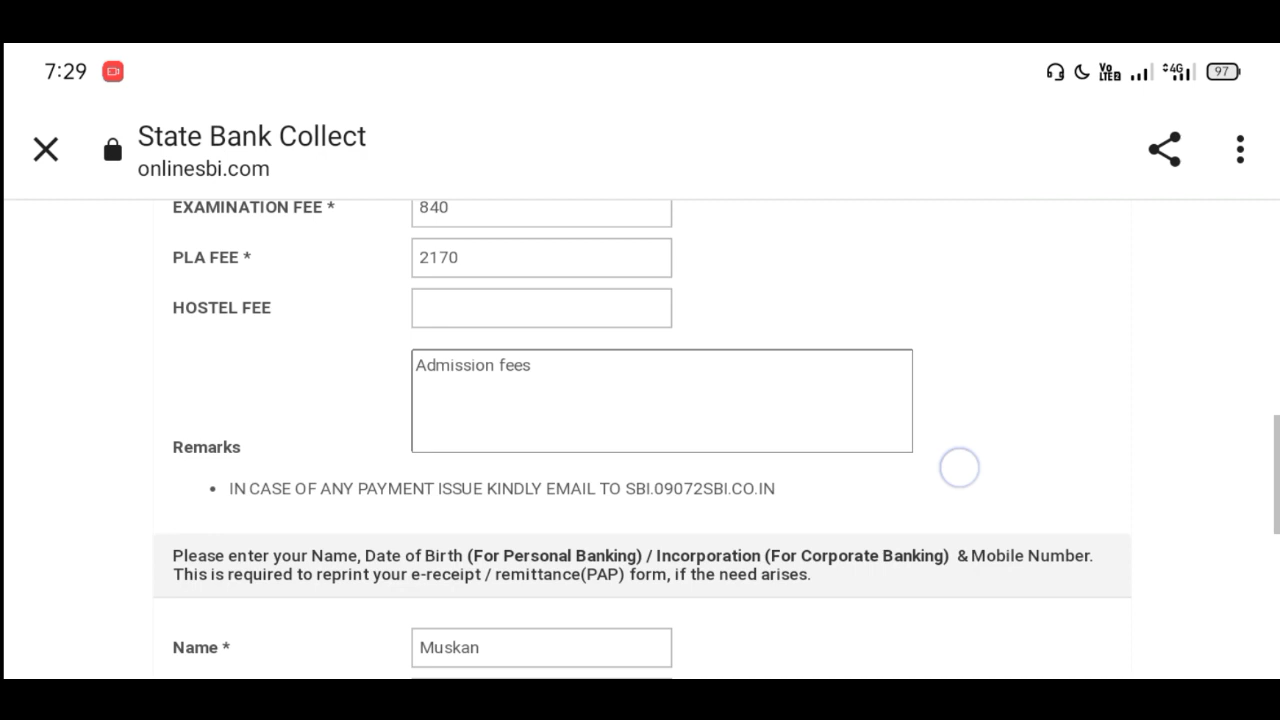 7:29
Vo LTE2 4G 97
State Bank Collect
onlinesbi.com
EXAMINATION FEE * 840
PLA FEE * 2170
HOSTEL FEE
Admission fees
Remarks
• IN CASE OF ANY PAYMENT ISSUE KINDLY EMAIL TO SBI.09072SBI.CO.IN
Please enter your Name, Date of Birth (For Personal Banking) / Incorporation (For Corporate Banking) & Mobile Number.
This is required to reprint your e-receipt / remittance(PAP) form, if the need arises.
Name * Muskan